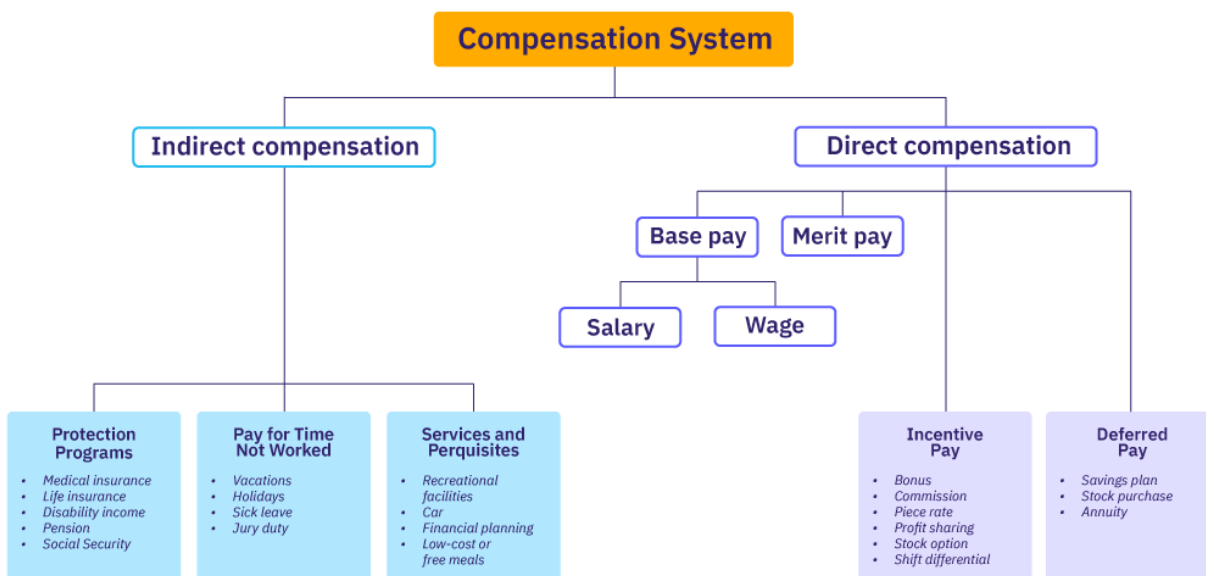 Compensation System
Indirect compensation
Direct compensation
Base pay
Merit pay
Salary
Wage
Protection
Programs
• Medical insurance
• Life insurance
• Disability income
• Pension
• Social Security
Pay for Time
Not Worked
• Vacations
• Holidays
• Sick leave
• Jury duty
Services and
Perquisites
• Recreational
facilities
• Car
• Financial planning
• Low-cost or
free meals
Incentive
Pay
• Bonus
• Commission
• Piece rate
• Profit sharing
• Stock option
• Shift differential
Deferred
Pay
• Savings plan
• Stock purchase
• Annuity